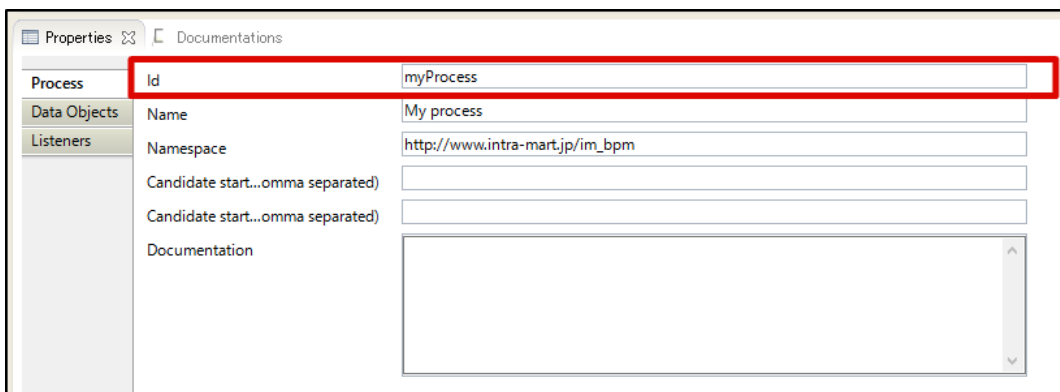 Properties Documentations
Process Id myProcess
Data Objects Name My process
Listeners Namespace http://www.intra-mart.jp/im_bpm
Candidate start...omma separated)
Candidate start...omma separated)
Documentation